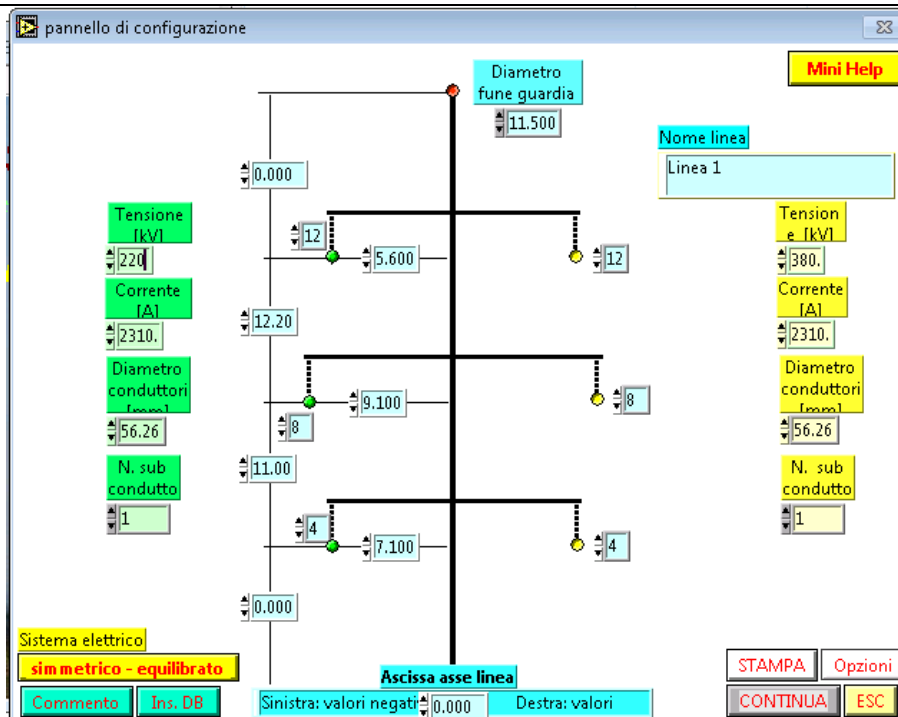 pannello di configurazione
Mini Help
Diametro
fune guardia
11.500
Nome linea
Linea 1
0.000
Tensione
[kV]
220
12
5.600
12
Tension
e [kV]
380.
Corrente
[A]
2310.
12.20
Corrente
[A]
2310.
Diametro
conduttori
[mm]
56.26
9.100
8
8
Diametro
conduttori
[mm]
56.26
N. sub
condutto
1
11.00
4
7.100
4
N. sub
condutto
1
0.000
Sistema elettrico
simmetrico - equilibrato
Commento
Ins. DB
Ascissa asse linea
Sinistra: valori negati
0.000
Destra: valori
STAMPA
Opzioni
CONTINUA
ESC